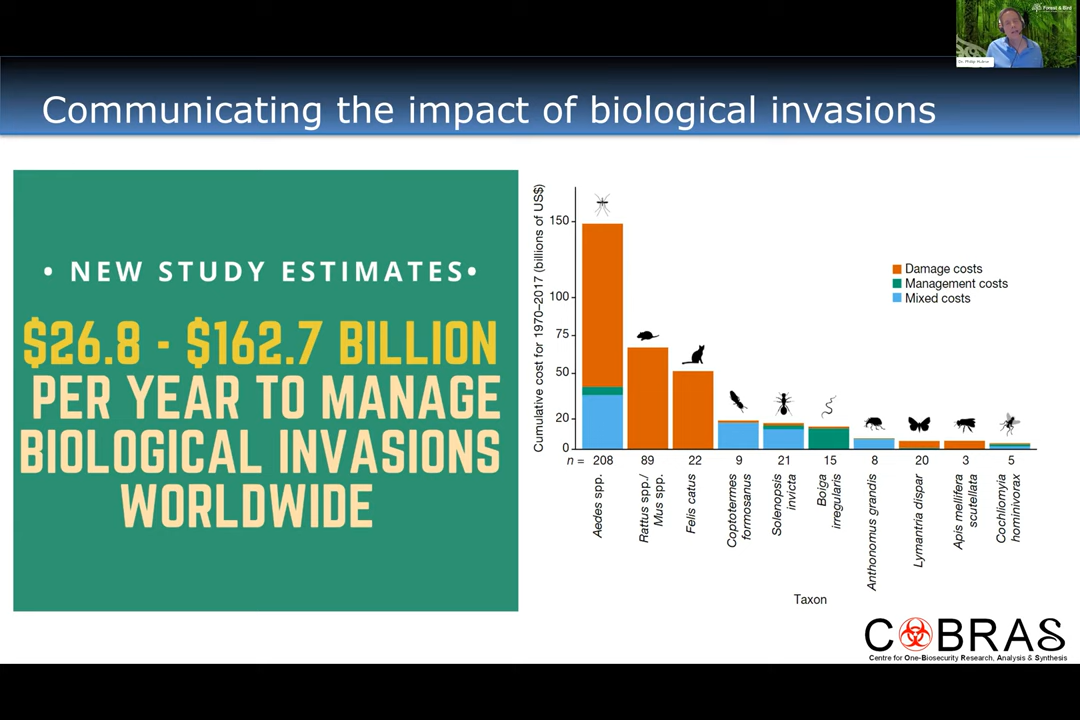 Forest & Bird
Communicating the impact of biological invasions
• NEW STUDY ESTIMATES•
$26.8 - $162.7 BILLION
PER YEAR TO MANAGE
BIOLOGICAL INVASIONS
WORLDWIDE
Cumulative cost for 1970–2017 (billions of US$)
150
100
75
50
20
0
Damage costs
Management costs
Mixed costs
n = 208 89 22 9 21 15 8 20 3 5
Aedes spp.
Rattus spp./
Mus spp.
Felis catus
Coptotermes
formosanus
Solenopsis
invicta
Boiga
irregularis
Anthonomus grandis
Lymantria dispar
Apis mellifera
scutellata
Cochliomyia
hominivorax
Taxon
COBRAS
Centre for One-Biosecurity Research, Analysis & Synthesis